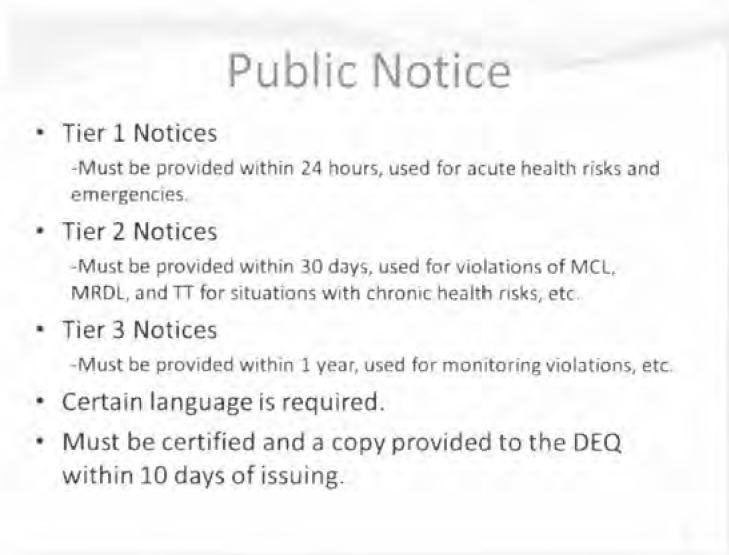 Public Notice
• Tier 1 Notices
-Must be provided within 24 hours, used for acute health risks and
emergencies.
• Tier 2 Notices
-Must be provided within 30 days, used for violations of MCL,
MRDL, and TT for situations with chronic health risks, etc.
• Tier 3 Notices
-Must be provided within 1 year, used for monitoring violations, etc.
• Certain language is required.
• Must be certified and a copy provided to the DEQ
within 10 days of issuing.